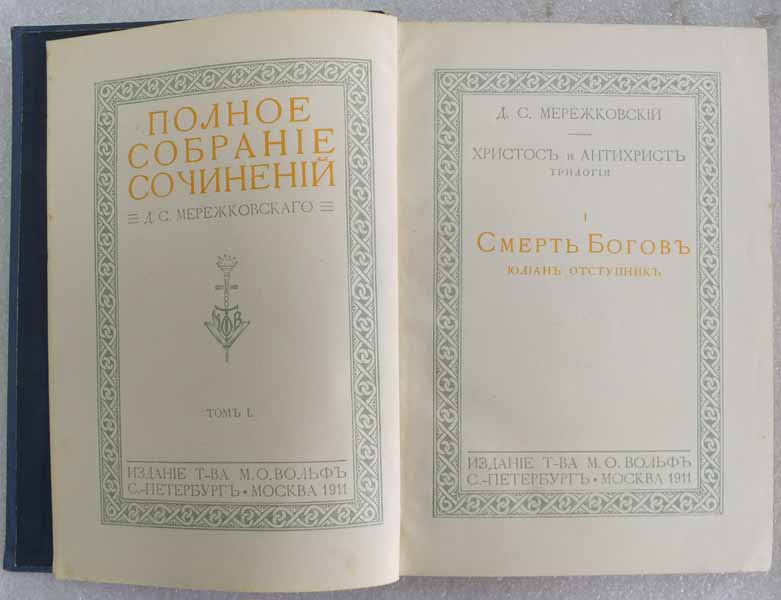 ПОЛНОЕ
СОБРАНІЕ
СОЧИНЕНІЙ
Д. С. МЕРЕЖКОВСКАГО
МОВ
ТОМЪ I.
ИЗДАНІЕ Т-ВА М. О. ВОЛЬФЪ
С.-ПЕТЕРБУРГЪ • МОСКВА 1911
Д. С. МЕРЕЖКОВСКІЙ
ХРИСТОСЪ и АНТИХРИСТЪ
ТРИЛОГІЯ
I
СМЕРТЬ БОГОВЪ
ЮЛІАНЪ ОТСТУПНИКЪ
ИЗДАНІЕ Т-ВА М. О. ВОЛЬФЪ
С.-ПЕТЕРБУРГЪ • МОСКВА 1911